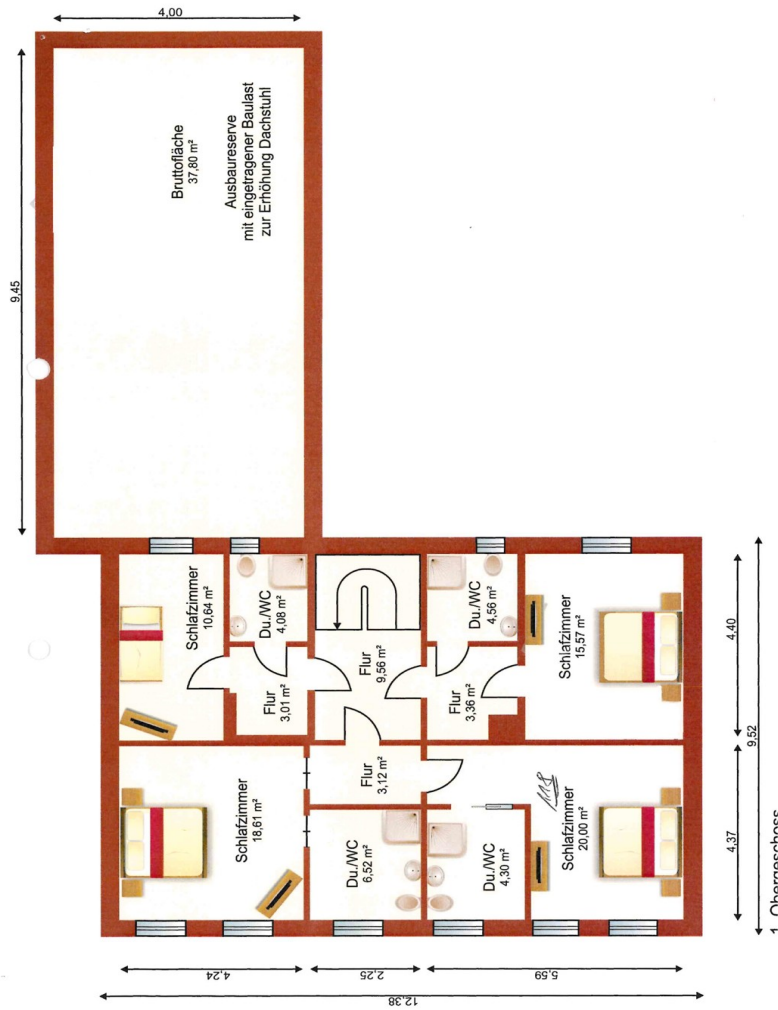 4,00
9,45
Bruttofläche
37,80 m²
Ausbaureserve
mit eingetragener Baulast
zur Erhöhung Dachstuhl
Schlafzimmer
10,64 m²
Du./WC
4,08 m²
Flur
3,01 m²
Flur
9,56 m²
Du./WC
4,56 m²
Flur
3,36 m²
Schlafzimmer
15,57 m²
Schlafzimmer
18,61 m²
Flur
3,12 m²
Du./WC
6,52 m²
Du./WC
4,30 m²
Schlafzimmer
20,00 m²
4,40
9,52
4,37
4,24
2,25
5,59
12,38
1. Obergeschoss